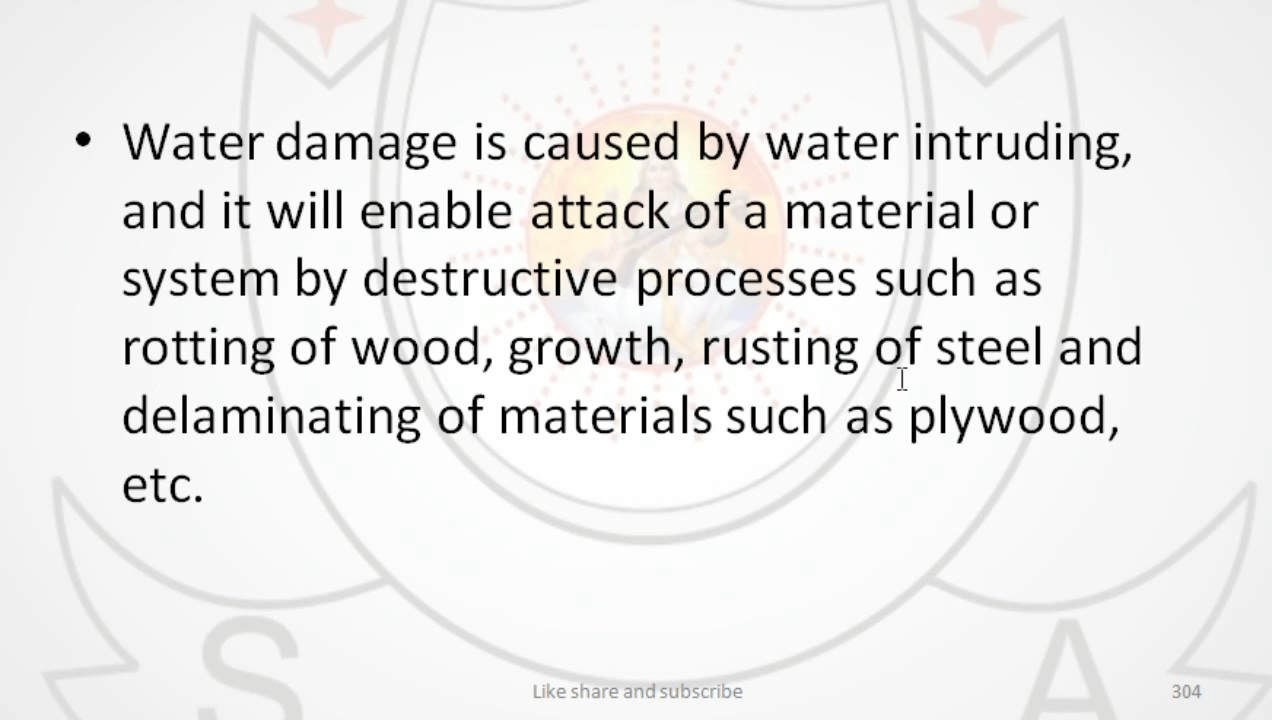 • Water damage is caused by water intruding,
and it will enable attack of a material or
system by destructive processes such as
rotting of wood, growth, rusting of steel and
delaminating of materials such as plywood,
etc.
S
A
Like share and subscribe
304